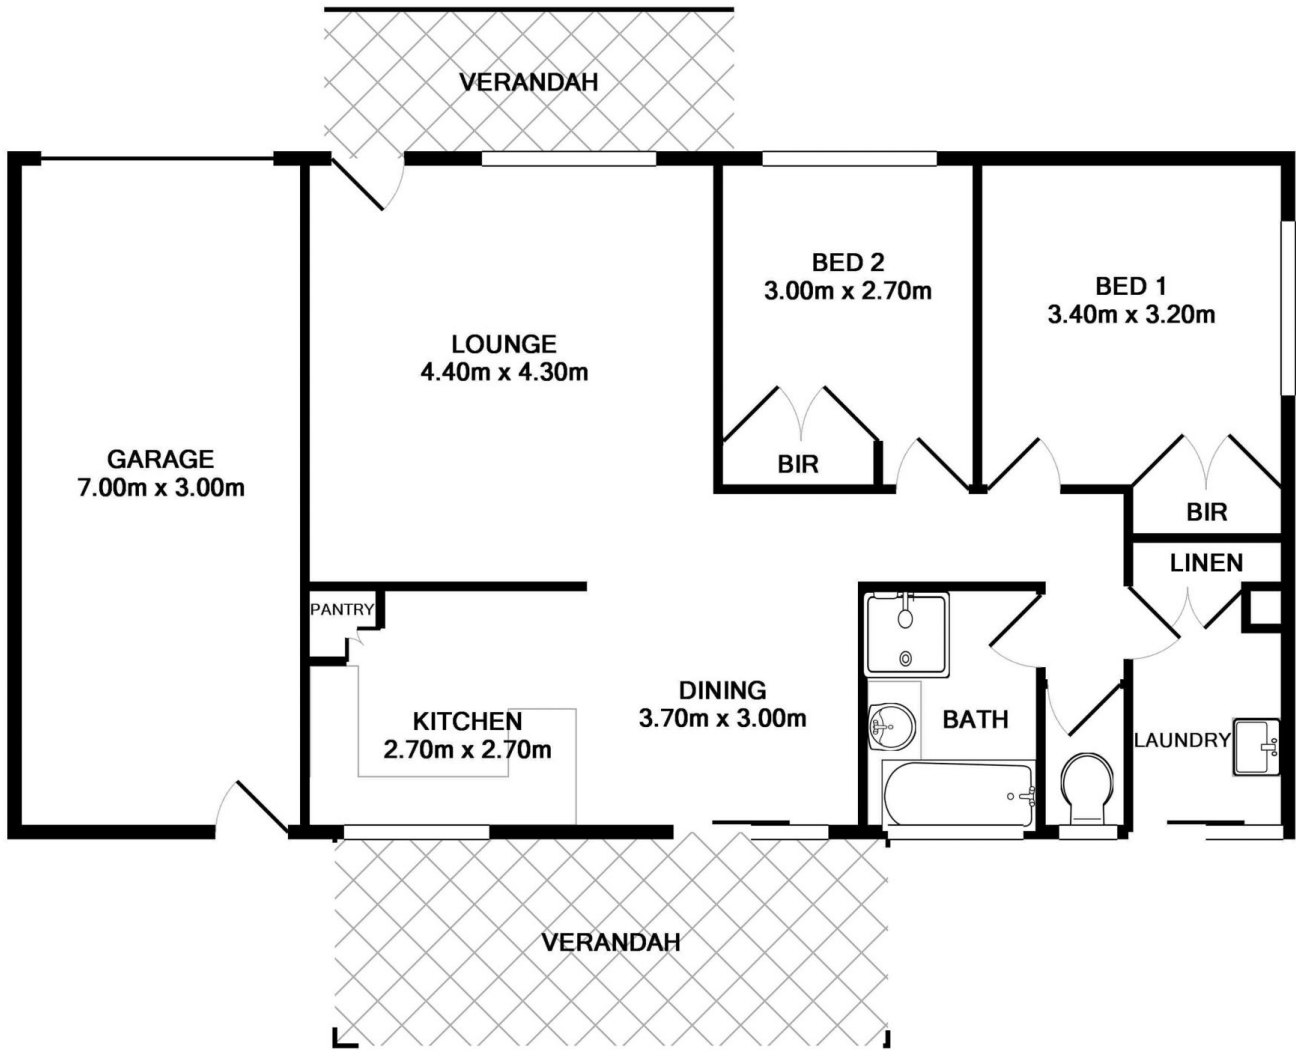 VERANDAH
BED 2
3.00m x 2.70m
BED 1
3.40m x 3.20m
LOUNGE
4.40m x 4.30m
GARAGE
7.00m x 3.00m
BIR
BIR
LINEN
PANTRY
KITCHEN
2.70m x 2.70m
DINING
3.70m x 3.00m
BATH
LAUNDRY
VERANDAH